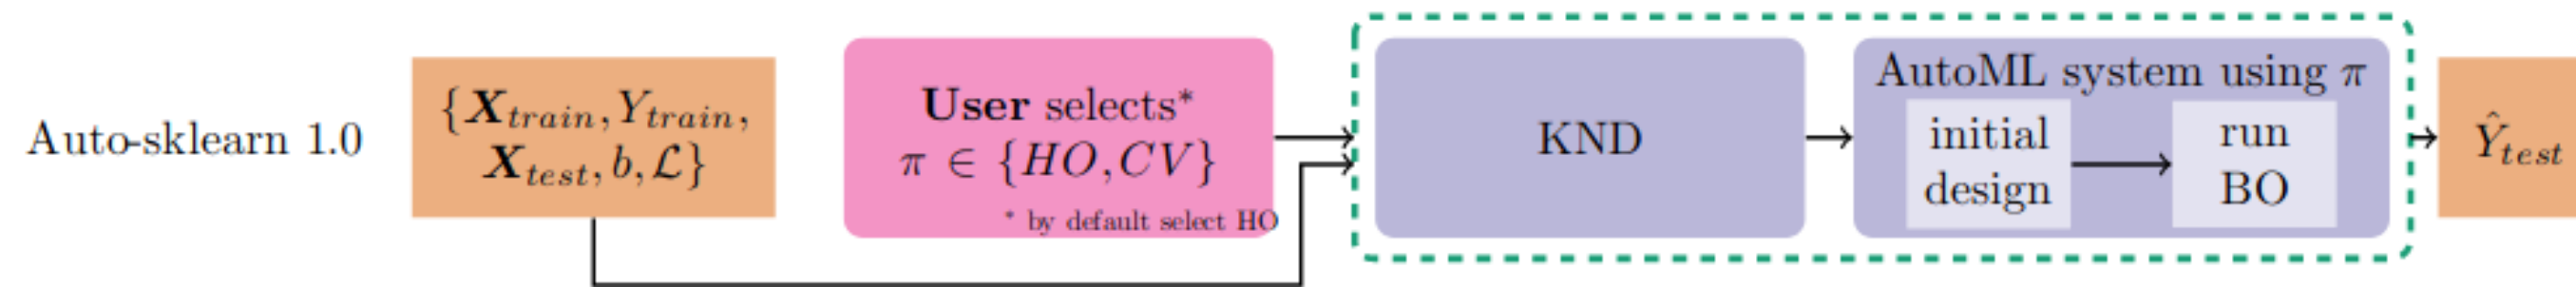 Auto-sklearn 1.0
{X_train, Y_train,
X_test, b, ℒ}
User selects*
π ∈ {HO, CV}
* by default select HO
KND
AutoML system using π
initial
design
run
BO
Ŷ_test